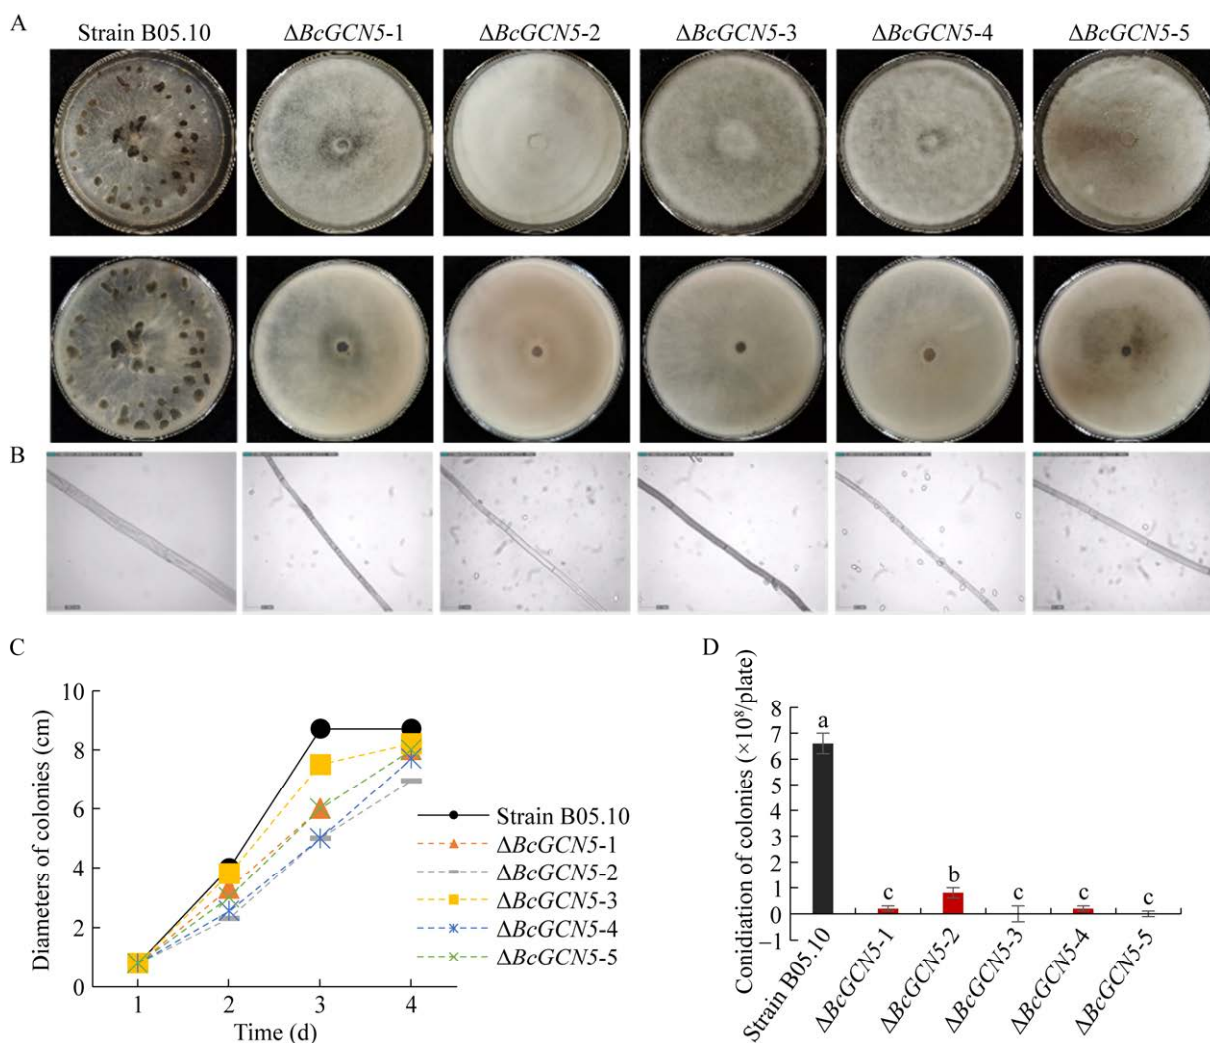 A
Strain B05.10 ΔBcGCN5-1 ΔBcGCN5-2 ΔBcGCN5-3 ΔBcGCN5-4 ΔBcGCN5-5
B
C
Diameters of colonies (cm)
10
8
6
4
2
0
1 2 3 4
Time (d)
Strain B05.10
ΔBcGCN5-1
ΔBcGCN5-2
ΔBcGCN5-3
ΔBcGCN5-4
ΔBcGCN5-5
D
Conidiation of colonies (×10⁸/plate)
8
7
6
5
4
3
2
1
0
−1
a c b c c c
Strain B05.10
ΔBcGCN5-1
ΔBcGCN5-2
ΔBcGCN5-3
ΔBcGCN5-4
ΔBcGCN5-5